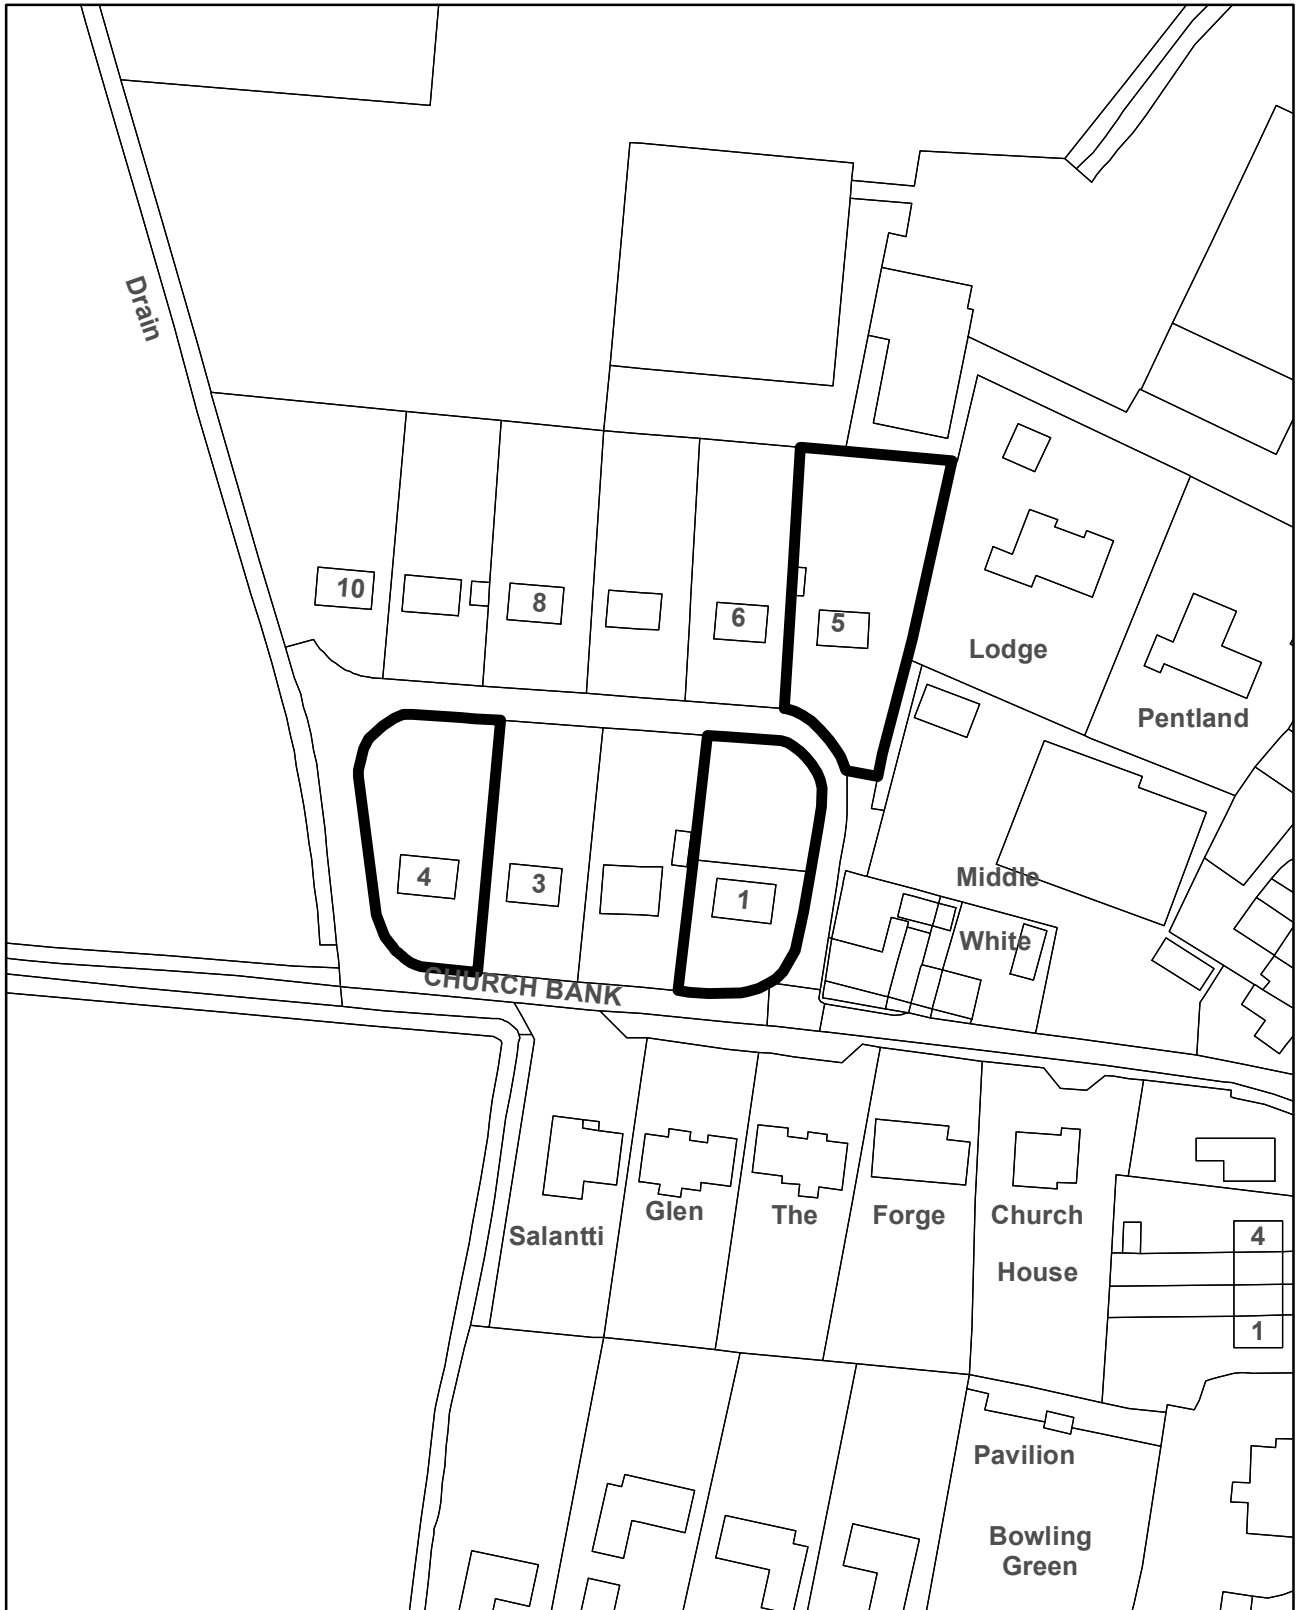 Drain
10
8
6
5
Lodge
Pentland
4
3
1
Middle
White
CHURCH BANK
Salantti
Glen
The
Forge
Church
House
4
1
Pavilion
Bowling
Green